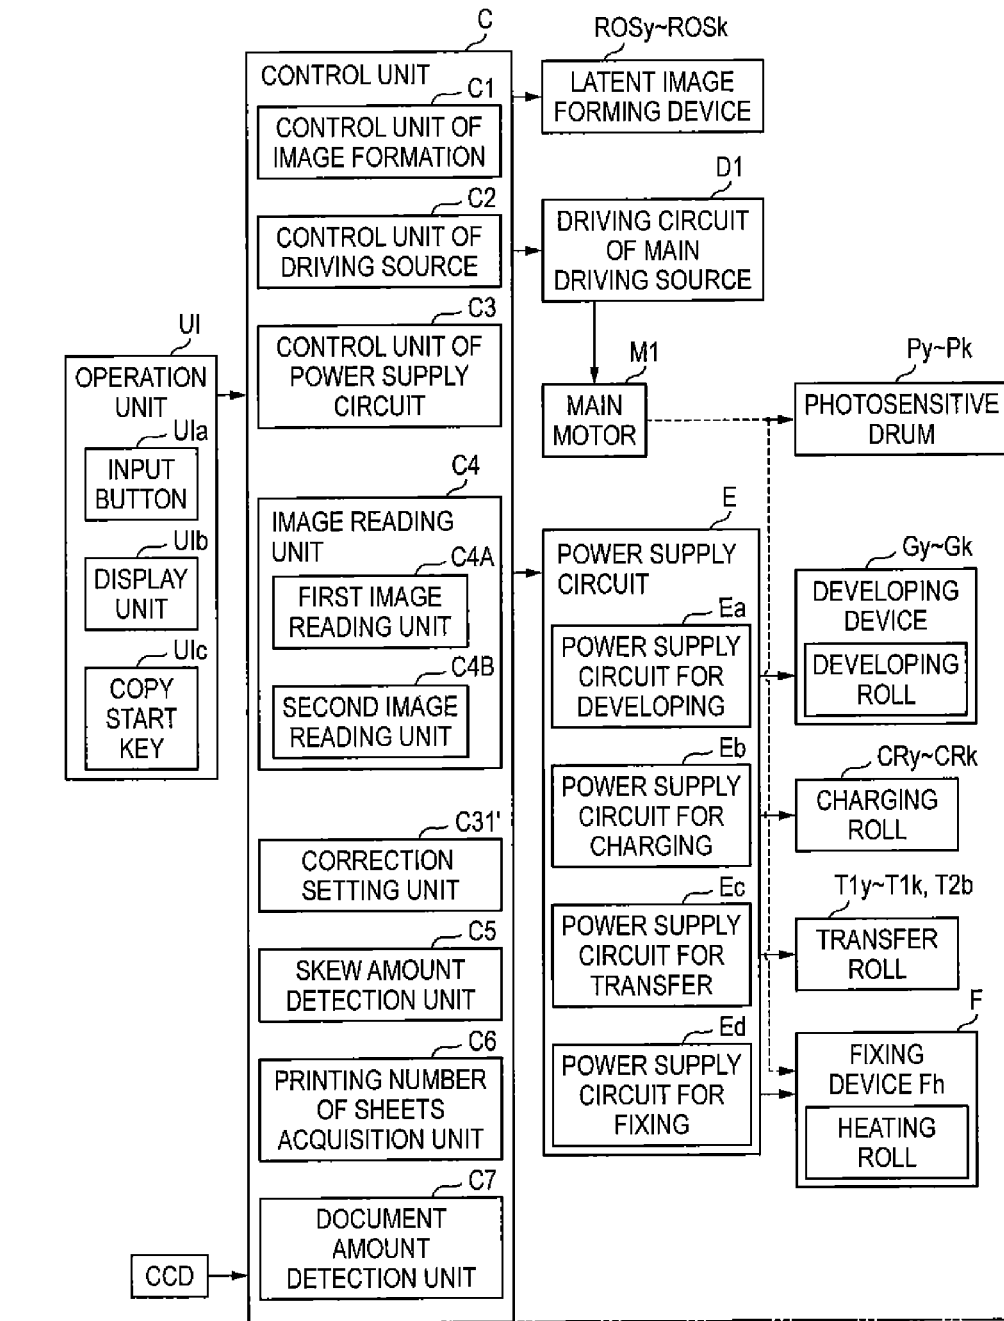 UI
OPERATION
UNIT
UIa
INPUT
BUTTON
UIb
DISPLAY
UNIT
UIc
COPY
START
KEY
CCD
C
CONTROL UNIT
C1
CONTROL UNIT OF
IMAGE FORMATION
C2
CONTROL UNIT OF
DRIVING SOURCE
C3
CONTROL UNIT OF
POWER SUPPLY
CIRCUIT
C4
IMAGE READING
UNIT
C4A
FIRST IMAGE
READING UNIT
C4B
SECOND IMAGE
READING UNIT
C31'
CORRECTION
SETTING UNIT
C5
SKEW AMOUNT
DETECTION UNIT
C6
PRINTING NUMBER
OF SHEETS
ACQUISITION UNIT
C7
DOCUMENT
AMOUNT
DETECTION UNIT
ROSy~ROSk
LATENT IMAGE
FORMING DEVICE
D1
DRIVING CIRCUIT
OF MAIN
DRIVING SOURCE
M1
MAIN
MOTOR
E
POWER SUPPLY
CIRCUIT
Ea
POWER SUPPLY
CIRCUIT FOR
DEVELOPING
Eb
POWER SUPPLY
CIRCUIT FOR
CHARGING
Ec
POWER SUPPLY
CIRCUIT FOR
TRANSFER
Ed
POWER SUPPLY
CIRCUIT FOR
FIXING
Py~Pk
PHOTOSENSITIVE
DRUM
Gy~Gk
DEVELOPING
DEVICE
DEVELOPING
ROLL
CRy~CRk
CHARGING
ROLL
T1y~T1k, T2b
TRANSFER
ROLL
F
FIXING
DEVICE Fh
HEATING
ROLL